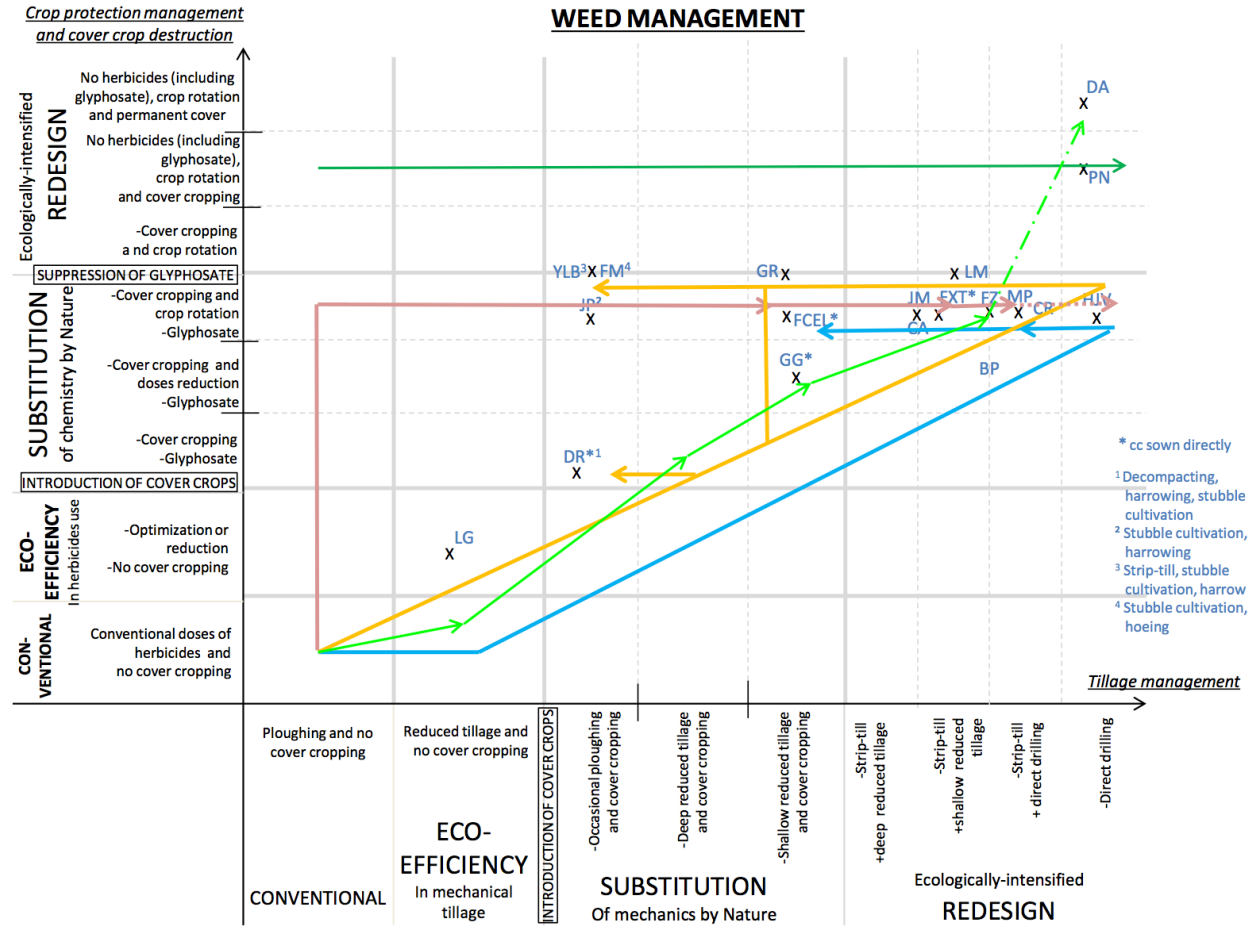 Crop protection management
and cover crop destruction
WEED MANAGEMENT
Ecologically-intensified
REDESIGN
No herbicides (including
glyphosate), crop rotation
and permanent cover
No herbicides (including
glyphosate),
crop rotation
and cover cropping
-Cover cropping
a nd crop rotation
SUPPRESSION OF GLYPHOSATE
SUBSTITUTION
of chemistry by Nature
-Cover cropping and
crop rotation
-Glyphosate
-Cover cropping and
doses reduction
-Glyphosate
-Cover cropping
-Glyphosate
INTRODUCTION OF COVER CROPS
ECO-
EFFICIENCY
In herbicides use
-Optimization or
reduction
-No cover cropping
CON-
VENTIONAL
Conventional doses of
herbicides and
no cover cropping
DA
X
X
PN
YLB³ X FM⁴
GR X
X LM
JP²
X
X FCEL*
JM
X
CA
EXT*
X
FZ
X
MP
X
CR
HLV
X
GG*
X
BP
DR*¹
X
LG
X
* cc sown directly
¹ Decompacting,
harrowing, stubble
cultivation
² Stubble cultivation,
harrowing
³ Strip-till, stubble
cultivation, harrow
⁴ Stubble cultivation,
hoeing
Tillage management
Ploughing and no
cover cropping
CONVENTIONAL
Reduced tillage and
no cover cropping
ECO-
EFFICIENCY
In mechanical
tillage
INTRODUCTION OF COVER CROPS
-Occasional ploughing
and cover cropping
-Deep reduced tillage
and cover cropping
-Shallow reduced tillage
and cover cropping
SUBSTITUTION
Of mechanics by Nature
-Strip-till
+deep reduced tillage
-Strip-till
+shallow reduced
tillage
-Strip-till
+ direct drilling
-Direct drilling
Ecologically-intensified
REDESIGN